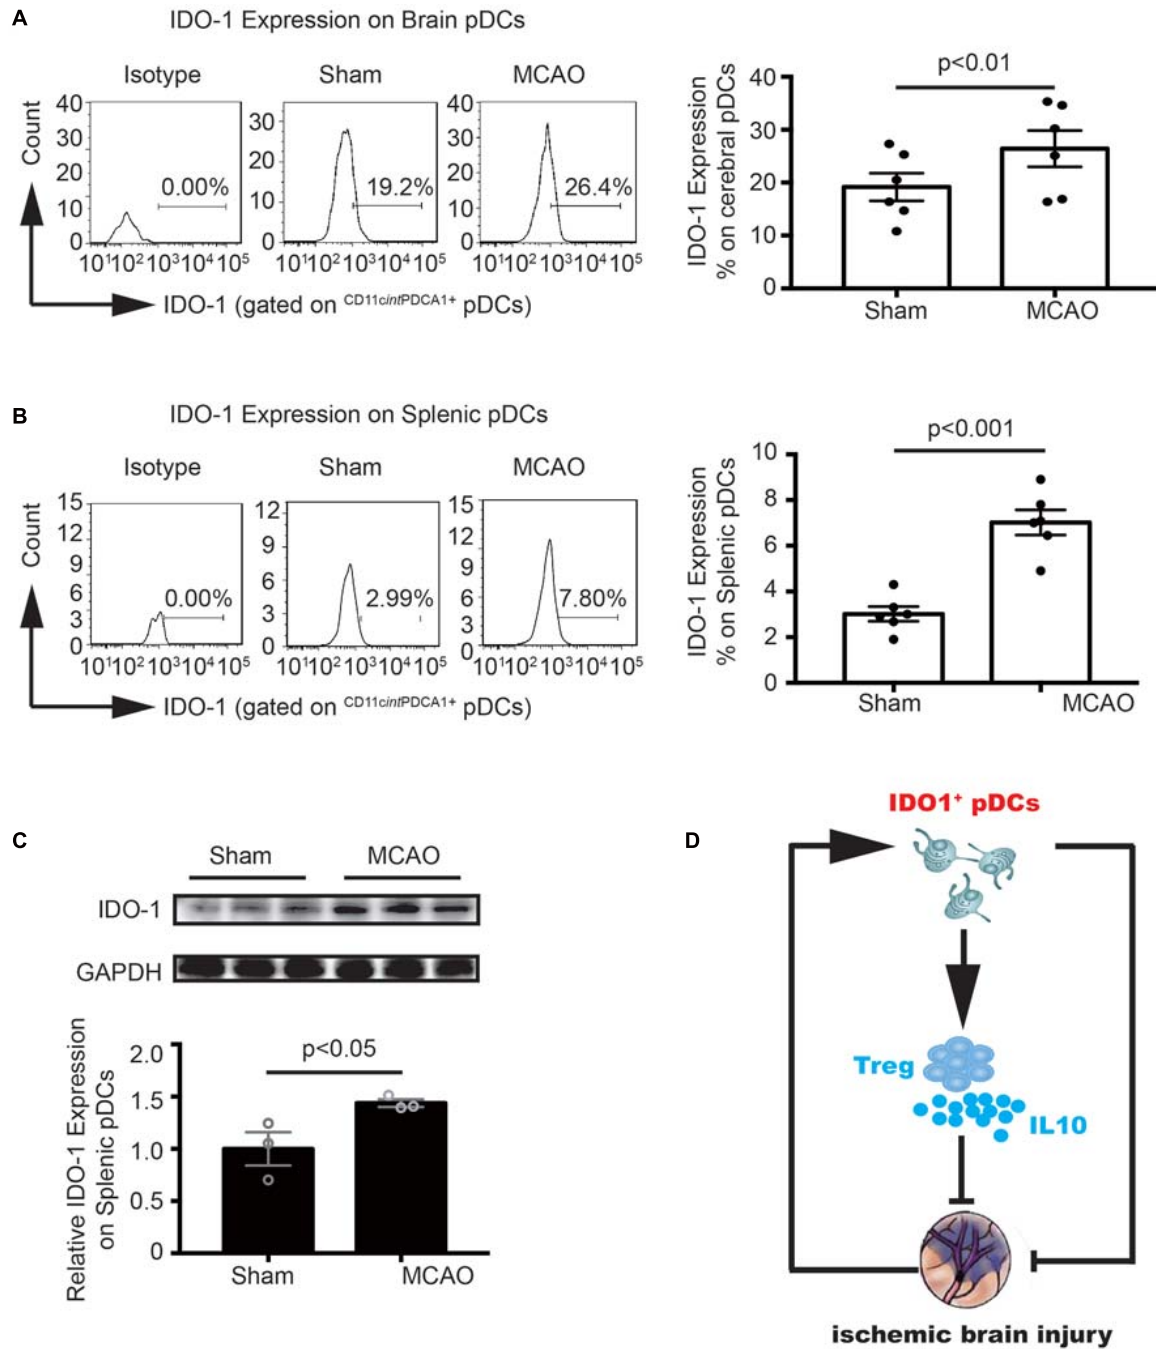 A
IDO-1 Expression on Brain pDCs
Isotype
Sham
MCAO
Count
40
30
20
10
0
0.00%
10¹10²10³10⁴10⁵
30
20
10
0
19.2%
10¹10²10³10⁴10⁵
40
30
20
10
0
26.4%
10¹10²10³10⁴10⁵
IDO-1 (gated on CD11cintPDCA1+ pDCs)
IDO-1 Expression
% on cerebral pDCs
p<0.01
40
30
20
10
0
Sham
MCAO
B
IDO-1 Expression on Splenic pDCs
Isotype
Sham
MCAO
Count
15
12
9
6
3
0
0.00%
10¹10²10³10⁴10⁵
12
9
6
3
0
2.99%
10¹10²10³10⁴10⁵
15
12
9
6
3
0
7.80%
10¹10²10³10⁴10⁵
IDO-1 (gated on CD11cintPDCA1+ pDCs)
IDO-1 Expression
% on Splenic pDCs
p<0.001
10
8
6
4
2
0
Sham
MCAO
C
Sham
MCAO
IDO-1
GAPDH
Relative IDO-1 Expression
on Splenic pDCs
p<0.05
2.0
1.5
1.0
0.5
0
Sham
MCAO
D
IDO1⁺ pDCs
Treg
IL10
ischemic brain injury